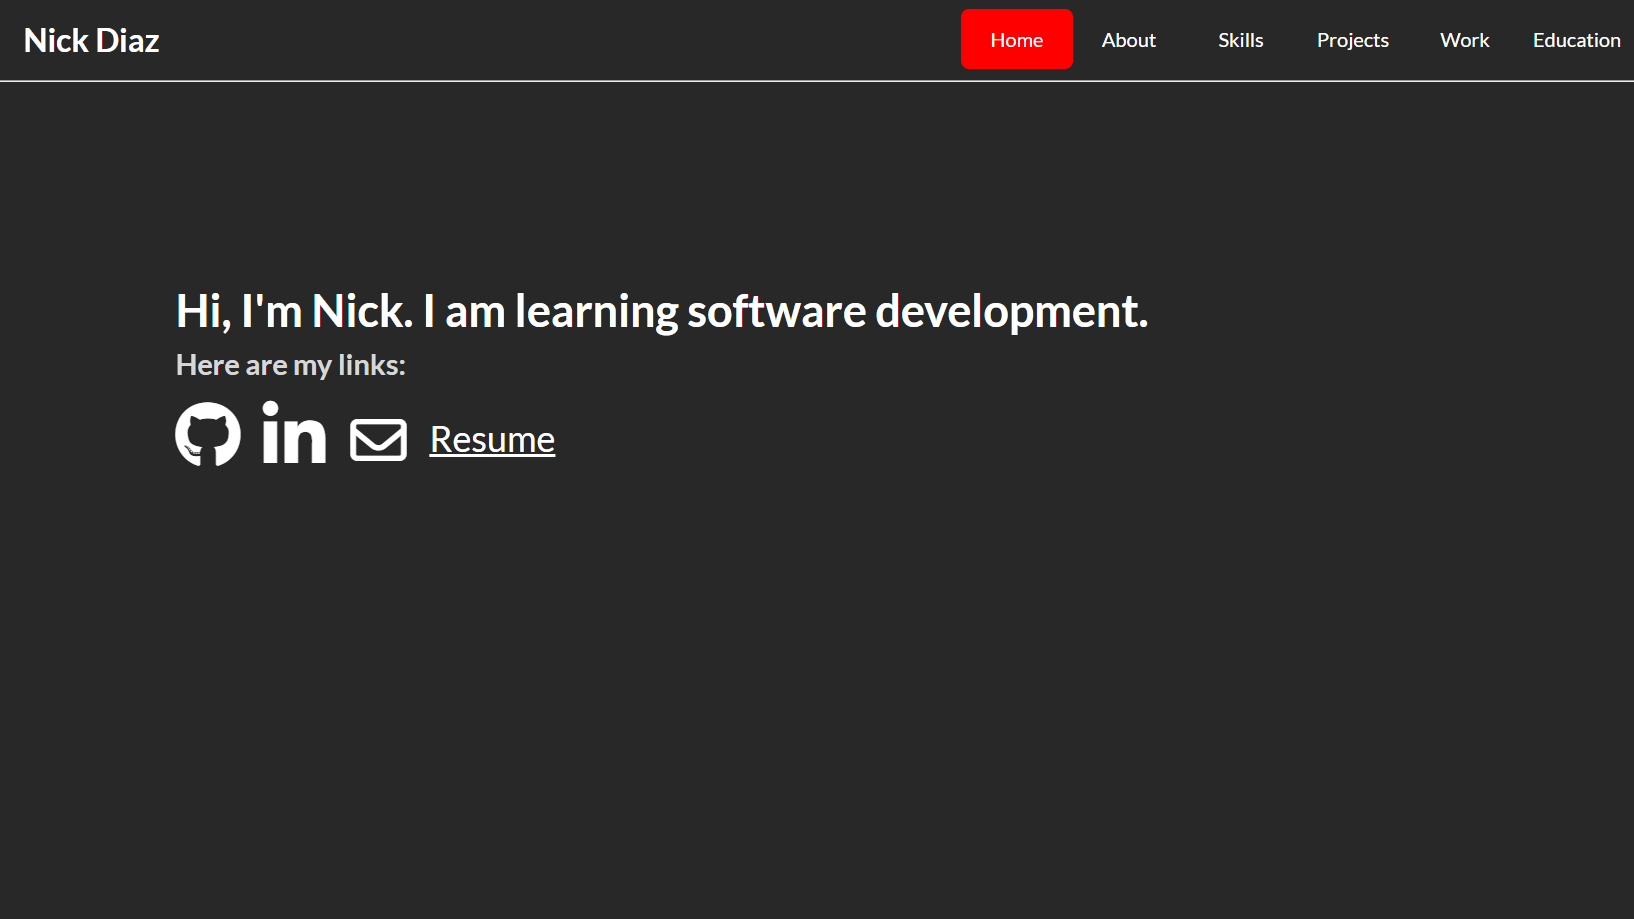 Nick Diaz
Home About Skills Projects Work Education
Hi, I'm Nick. I am learning software development.
Here are my links:
in Resume